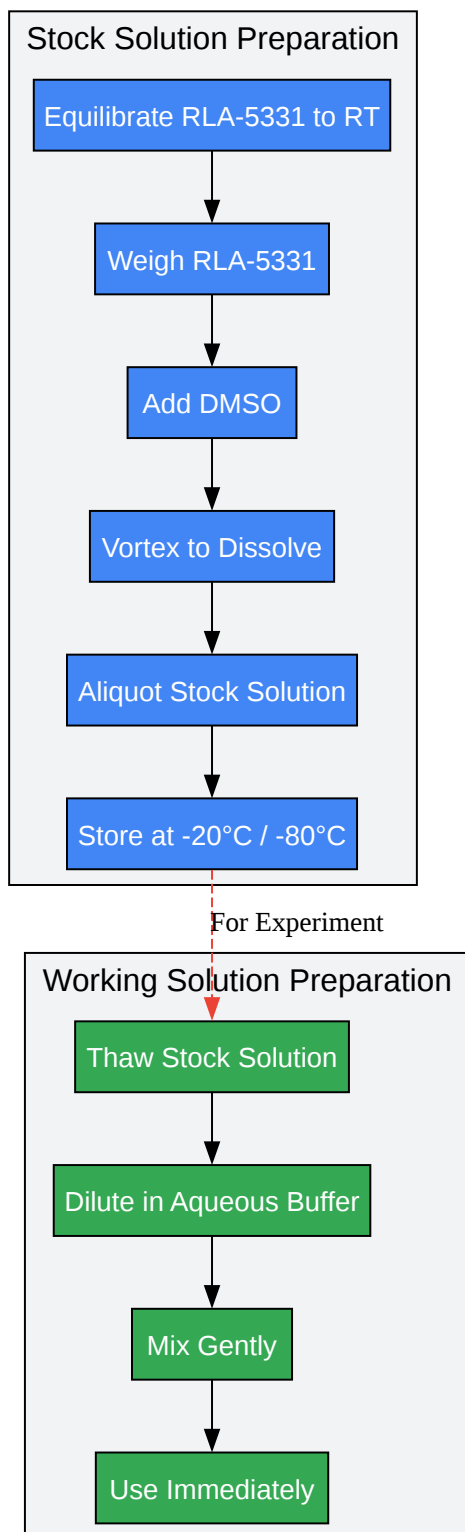 Stock Solution Preparation
Equilibrate RLA-5331 to RT
Weigh RLA-5331
Add DMSO
Vortex to Dissolve
Aliquot Stock Solution
Store at -20°C / -80°C
For Experiment
Working Solution Preparation
Thaw Stock Solution
Dilute in Aqueous Buffer
Mix Gently
Use Immediately